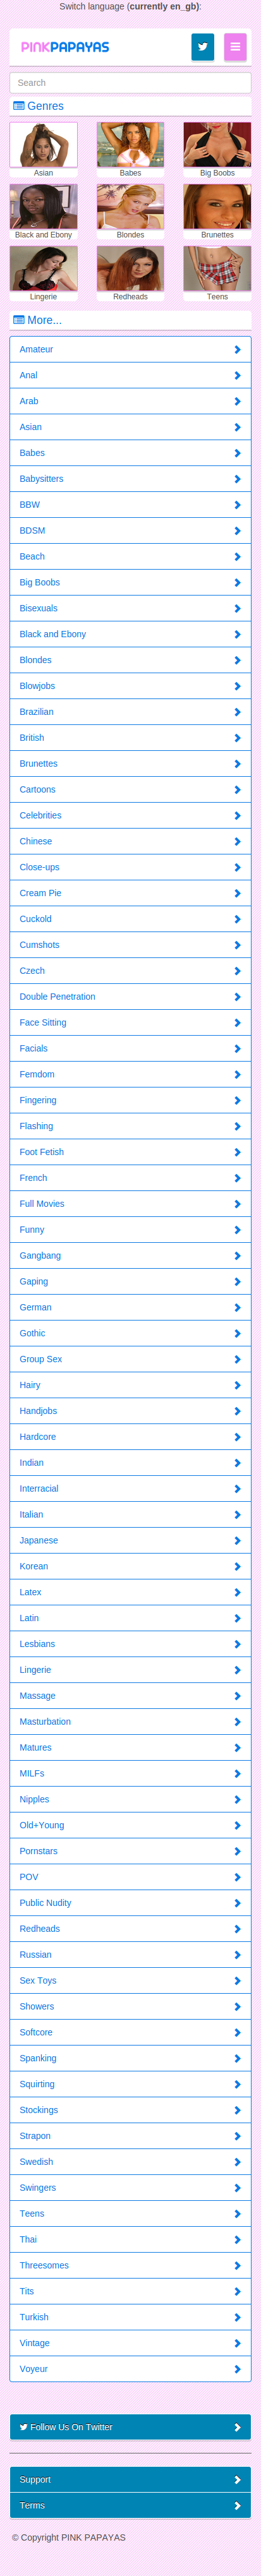 Switch language (currently en_gb):
PINKPAPAYAS
Search
Genres
Asian
Babes
Big Boobs
Black and Ebony
Blondes
Brunettes
Lingerie
Redheads
Teens
More...
Amateur
Anal
Arab
Asian
Babes
Babysitters
BBW
BDSM
Beach
Big Boobs
Bisexuals
Black and Ebony
Blondes
Blowjobs
Brazilian
British
Brunettes
Cartoons
Celebrities
Chinese
Close-ups
Cream Pie
Cuckold
Cumshots
Czech
Double Penetration
Face Sitting
Facials
Femdom
Fingering
Flashing
Foot Fetish
French
Full Movies
Funny
Gangbang
Gaping
German
Gothic
Group Sex
Hairy
Handjobs
Hardcore
Indian
Interracial
Italian
Japanese
Korean
Latex
Latin
Lesbians
Lingerie
Massage
Masturbation
Matures
MILFs
Nipples
Old+Young
Pornstars
POV
Public Nudity
Redheads
Russian
Sex Toys
Showers
Softcore
Spanking
Squirting
Stockings
Strapon
Swedish
Swingers
Teens
Thai
Threesomes
Tits
Turkish
Vintage
Voyeur
Follow Us On Twitter
Support
Terms
© Copyright PINK PAPAYAS